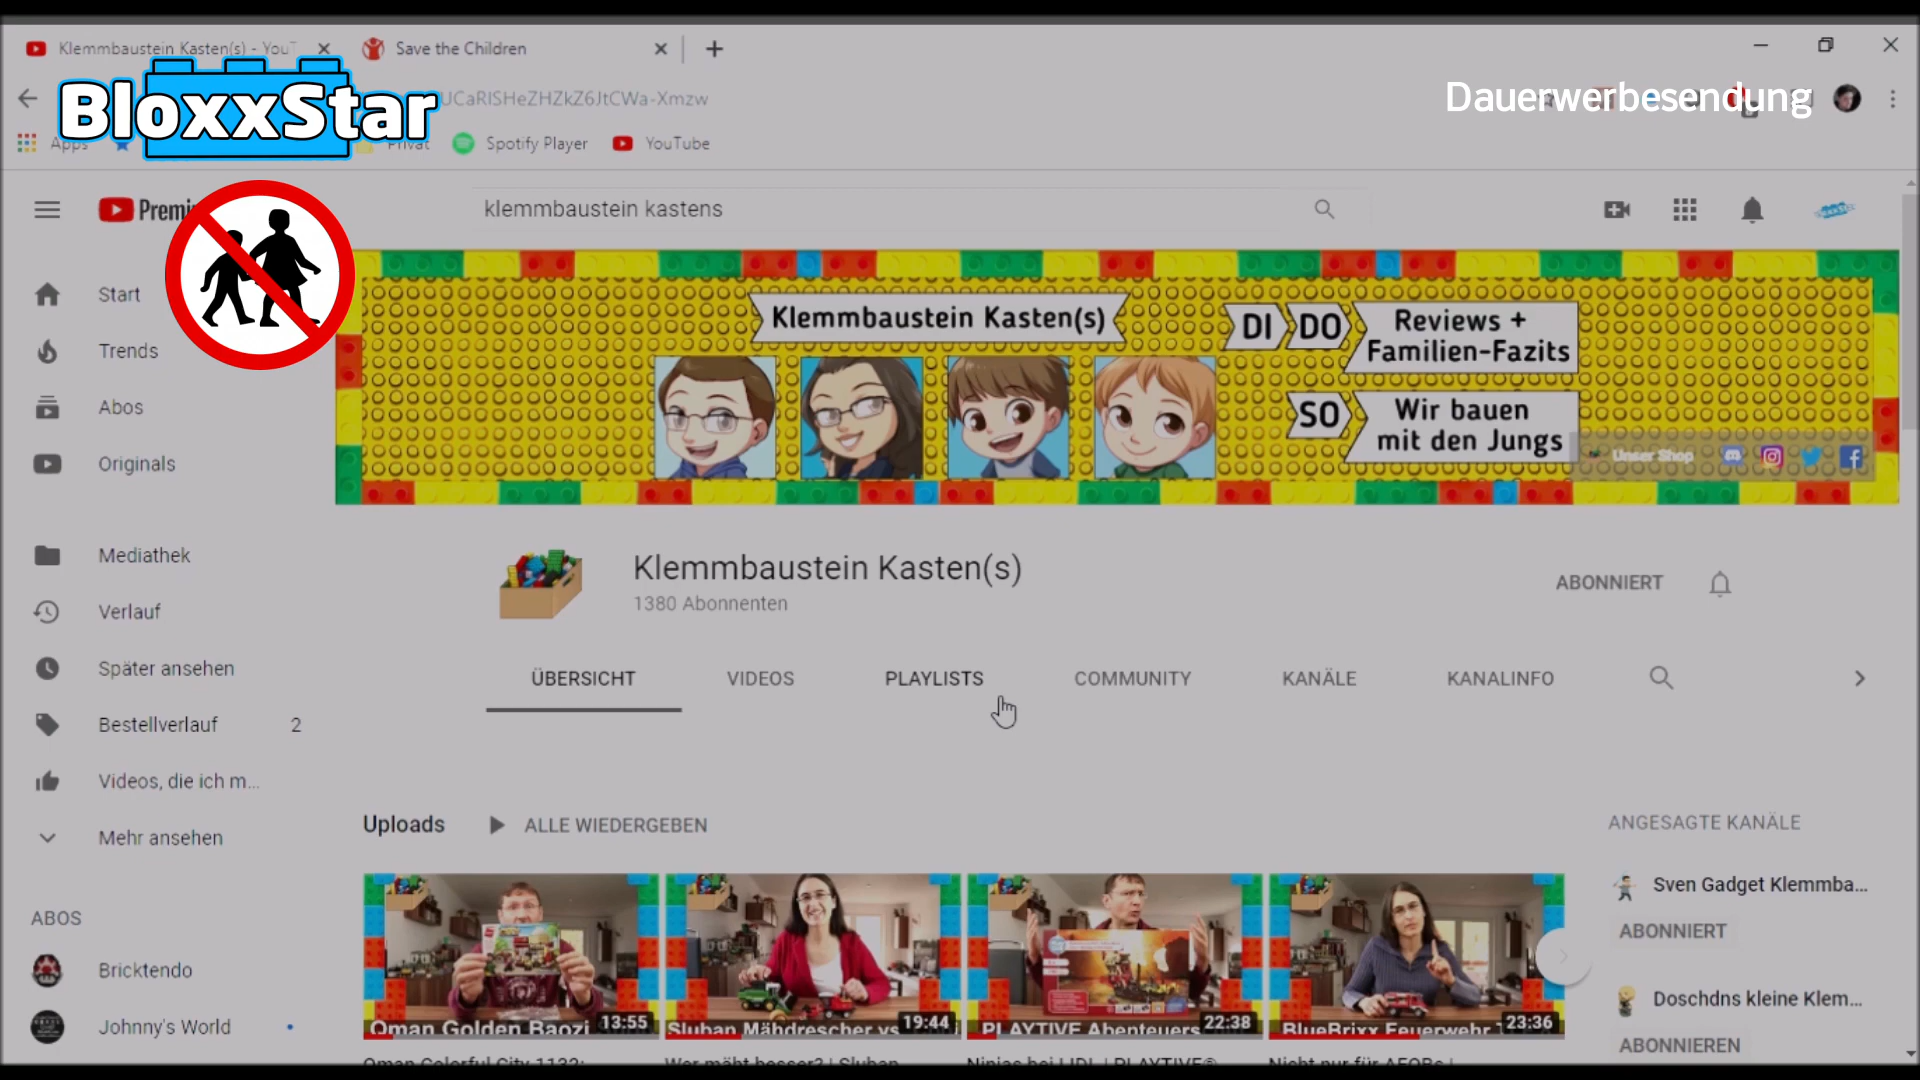 Klemmbaustein Kasten(s) - YouT
Save the Children
BloxxStar
UCaRISHeZHZkZ6JtCWa-Xmzw
Dauerwerbesendung
Apps
Privat
Spotify Player
YouTube
Premi
klemmbaustein kastens
Start
Trends
Abos
Originals
Mediathek
Verlauf
Später ansehen
Bestellverlauf 2
Videos, die ich m...
Mehr ansehen
ABOS
Bricktendo
Johnny's World
Klemmbaustein Kasten(s)
DI DO
Reviews +
Familien-Fazits
SO
Wir bauen
mit den Jungs
Unser Shop
Klemmbaustein Kasten(s)
1380 Abonnenten
ABONNIERT
ÜBERSICHT
VIDEOS
PLAYLISTS
COMMUNITY
KANÄLE
KANALINFO
Uploads
ALLE WIEDERGEBEN
Qman Golden Baozi 13:55
Sluban Mähdrescher vs 19:44
PLAYTIVE Abenteuers 22:38
BlueBrixx Feuerwehr 23:36
Qman Colorful City 1132:
Wer mäht besser? | Sluban
Ninjas bei LIDL | PLAYTIVE®
Nicht nur für AFOBs |
ANGESAGTE KANÄLE
Sven Gadget Klemmba...
ABONNIERT
Doschdns kleine Klem...
ABONNIEREN